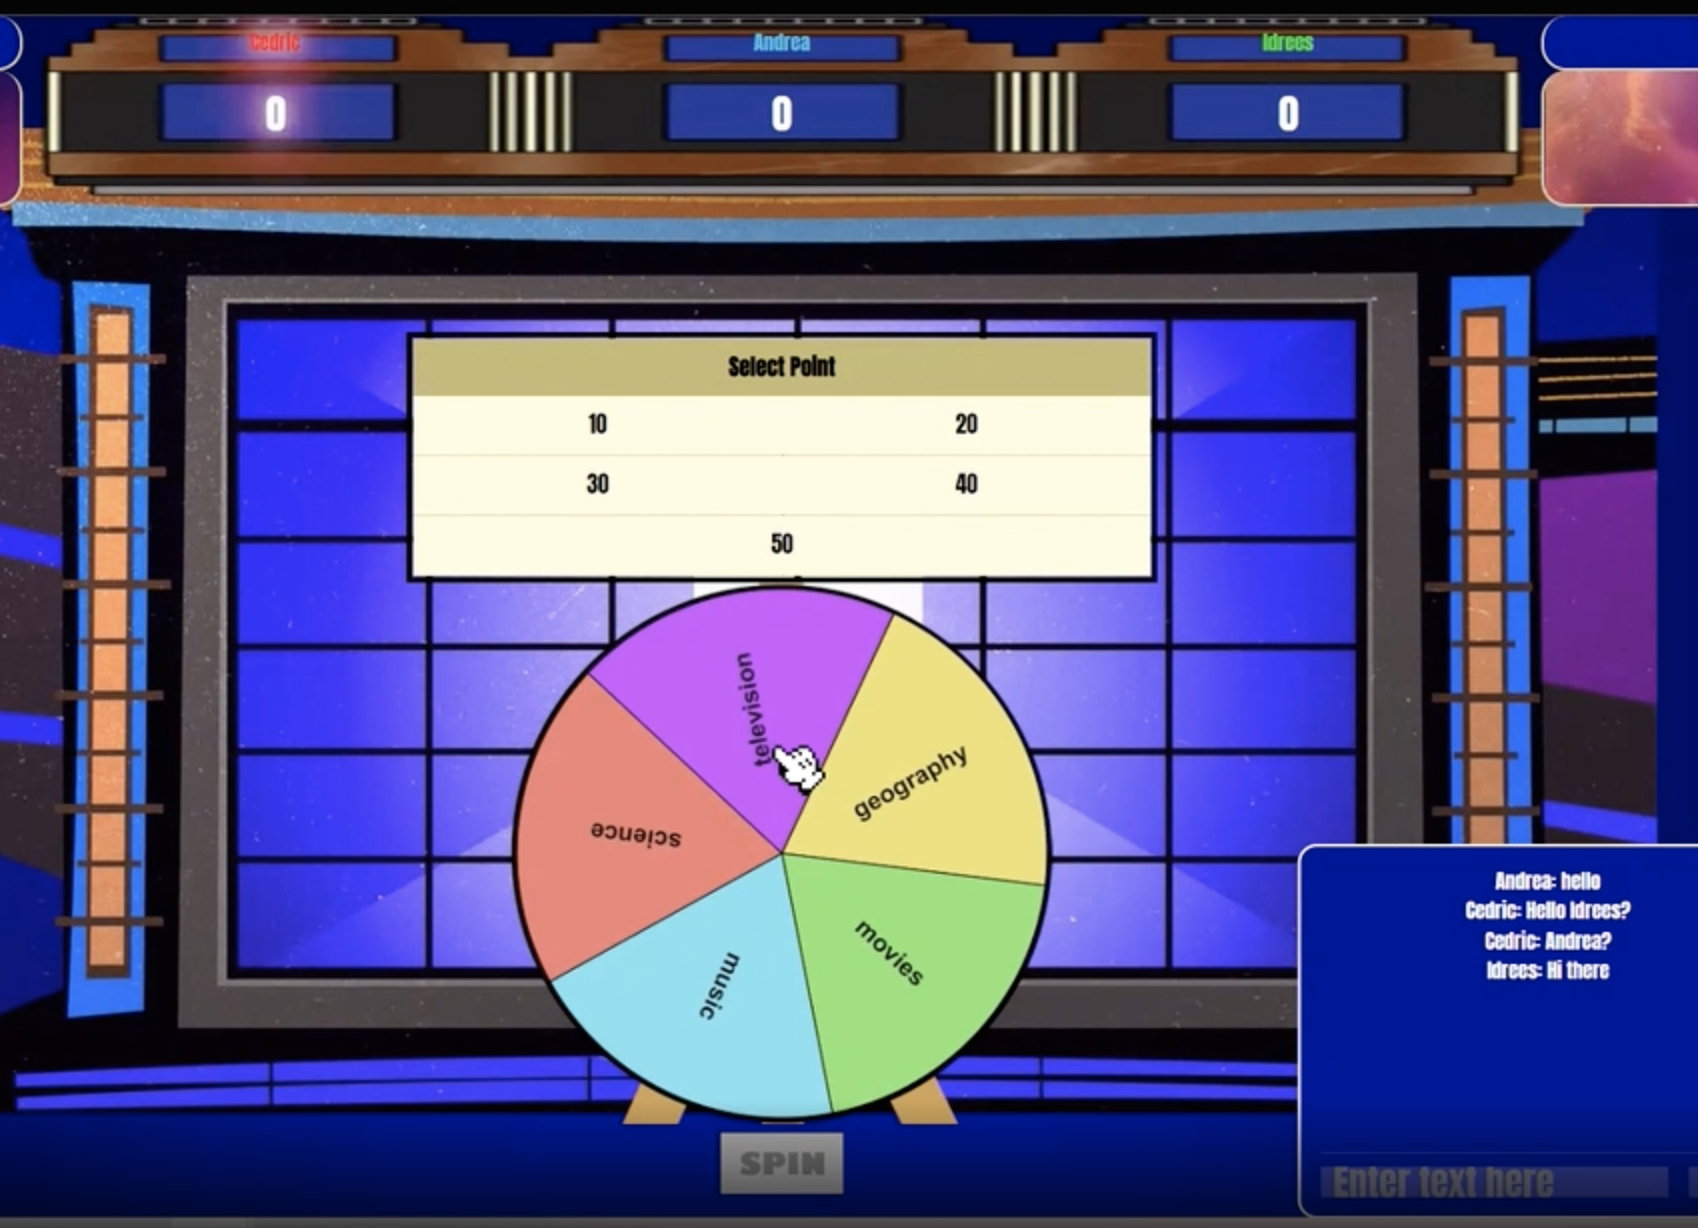 Cedric
Andrea
Idrees
0
0
0
Select Point
10
20
30
40
50
television
geography
science
movies
music
Andrea: hello
Cedric: Hello Idrees?
Cedric: Andrea?
Idrees: Hi there
SPIN
Enter text here